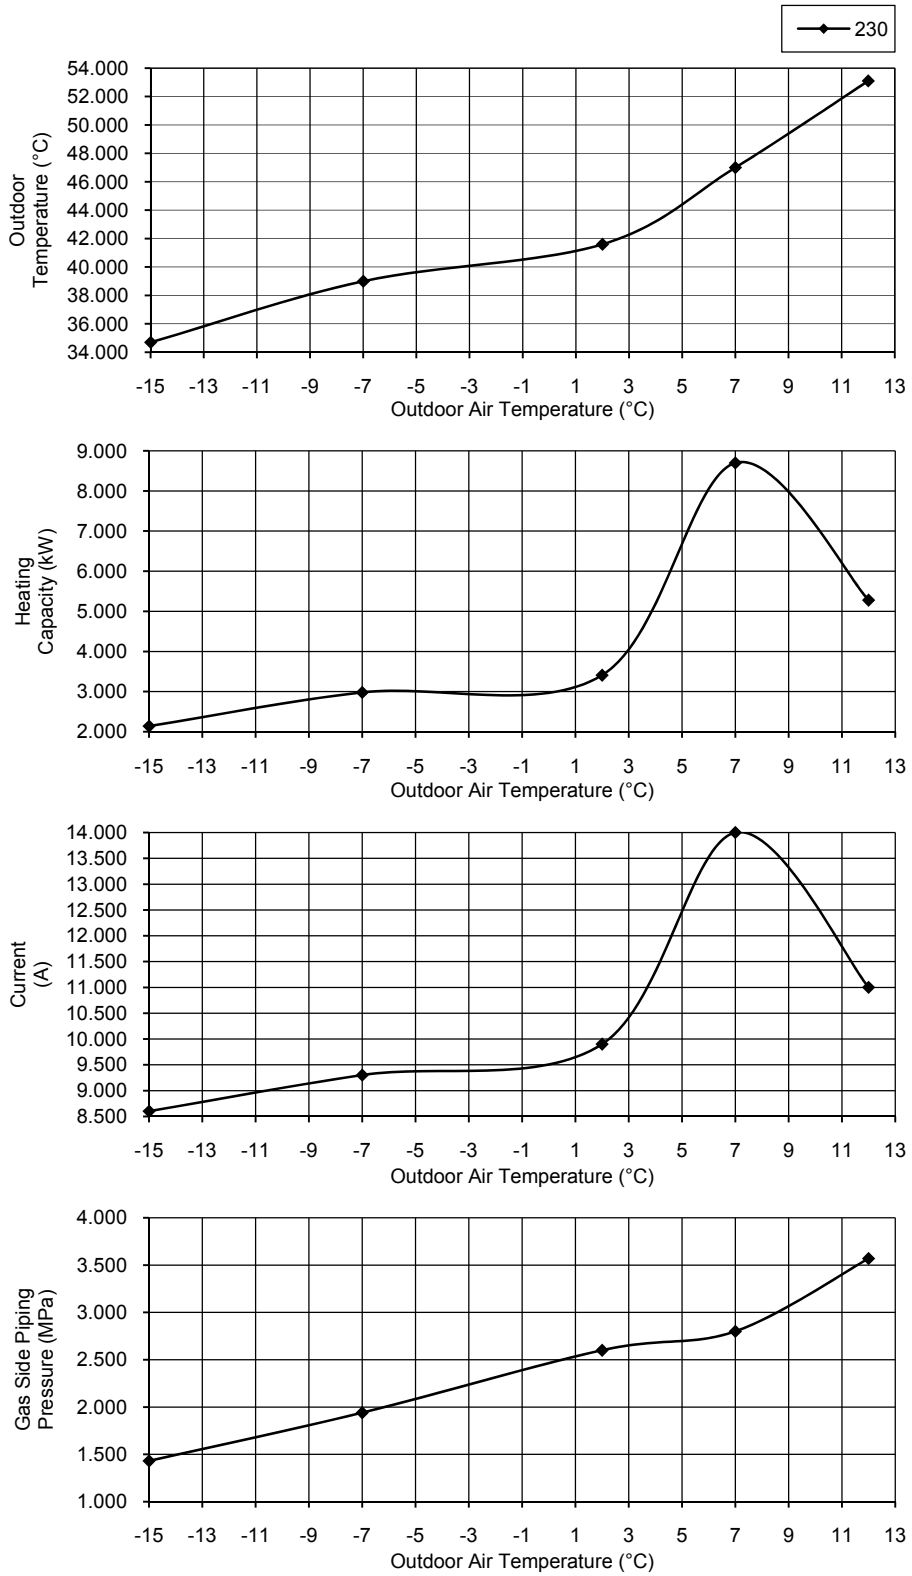 230
54.000
52.000
50.000
48.000
46.000
44.000
42.000
40.000
38.000
36.000
34.000
Outdoor
Temperature (°C)
-15 -13 -11 -9 -7 -5 -3 -1 1 3 5 7 9 11 13
Outdoor Air Temperature (°C)
9.000
8.000
7.000
6.000
5.000
4.000
3.000
2.000
Heating
Capacity (kW)
-15 -13 -11 -9 -7 -5 -3 -1 1 3 5 7 9 11 13
Outdoor Air Temperature (°C)
14.000
13.500
13.000
12.500
12.000
11.500
11.000
10.500
10.000
9.500
9.000
8.500
Current
(A)
-15 -13 -11 -9 -7 -5 -3 -1 1 3 5 7 9 11 13
Outdoor Air Temperature (°C)
4.000
3.500
3.000
2.500
2.000
1.500
1.000
Gas Side Piping
Pressure (MPa)
-15 -13 -11 -9 -7 -5 -3 -1 1 3 5 7 9 11 13
Outdoor Air Temperature (°C)